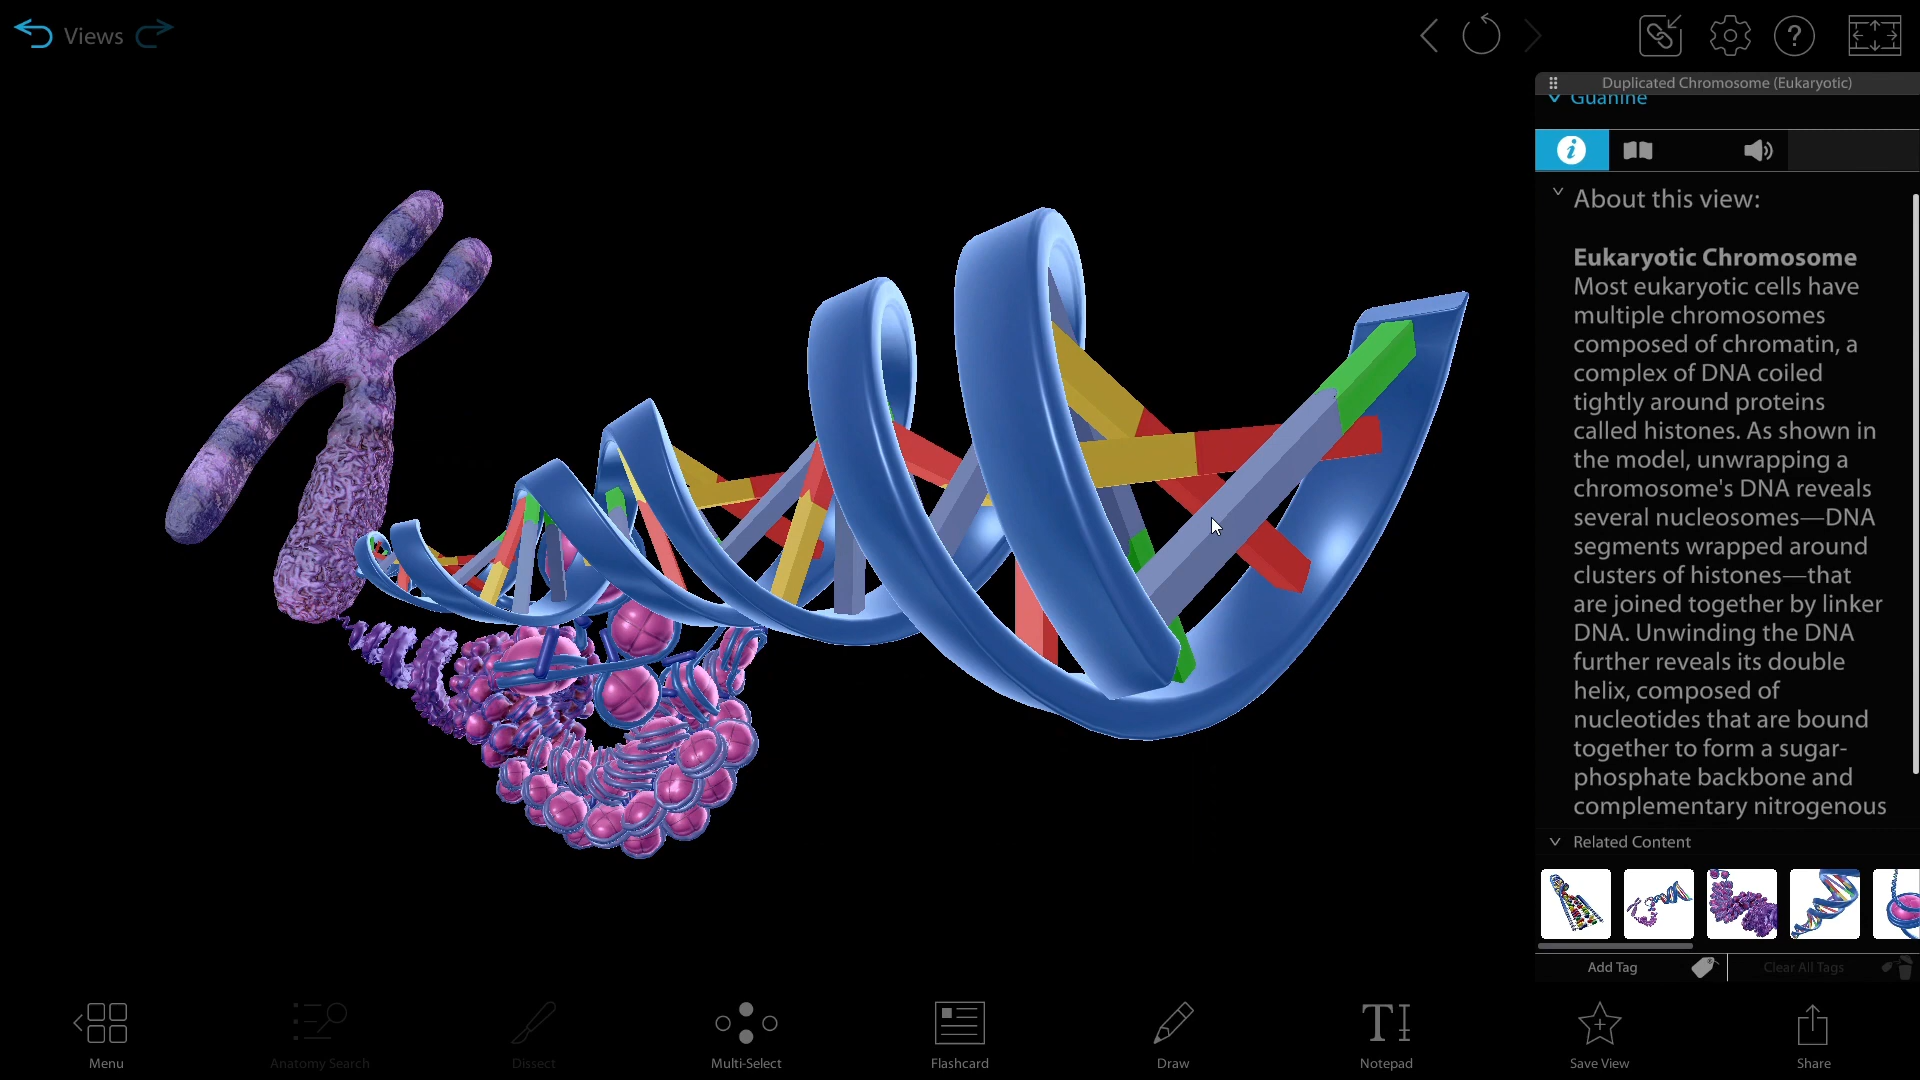 Views
Duplicated Chromosome (Eukaryotic)
Guanine
About this view:
Eukaryotic Chromosome
Most eukaryotic cells have
multiple chromosomes
composed of chromatin, a
complex of DNA coiled
tightly around proteins
called histones. As shown in
the model, unwrapping a
chromosome's DNA reveals
several nucleosomes—DNA
segments wrapped around
clusters of histones—that
are joined together by linker
DNA. Unwinding the DNA
further reveals its double
helix, composed of
nucleotides that are bound
together to form a sugar-
phosphate backbone and
complementary nitrogenous
Related Content
Add Tag
Clear All Tags
Menu
Anatomy Search
Dissect
Multi-Select
Flashcard
Draw
Notepad
Save View
Share